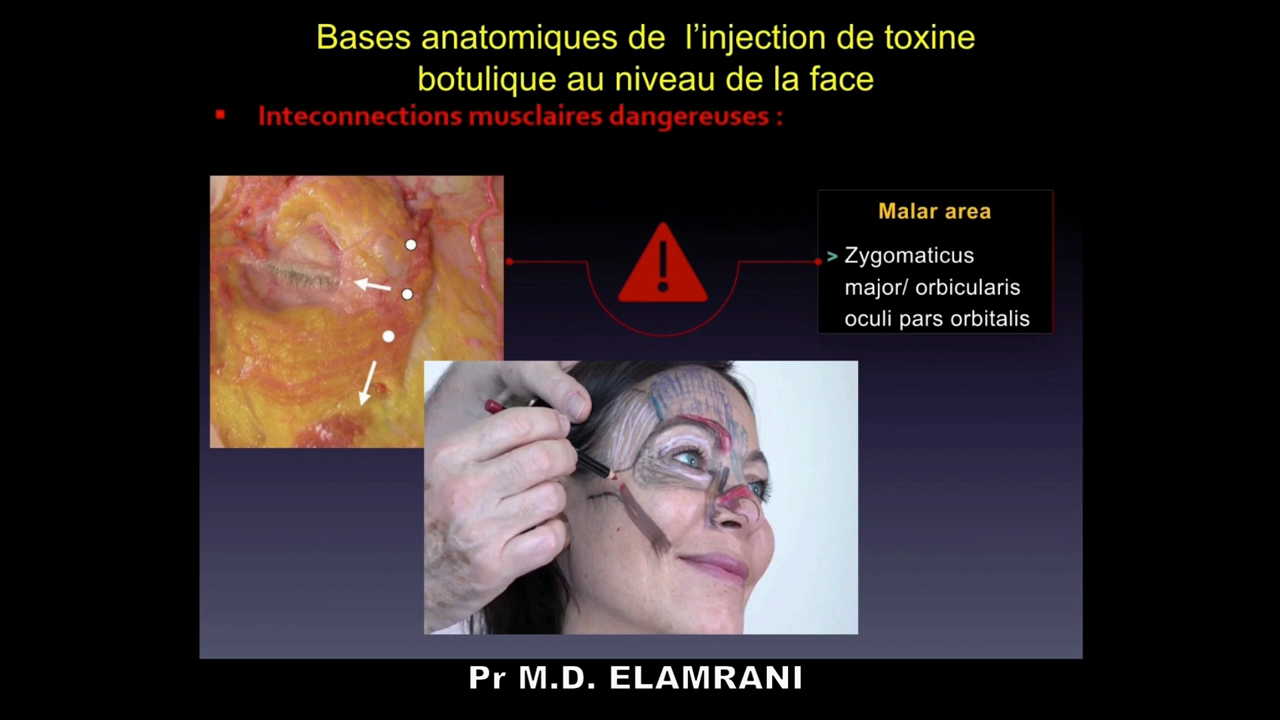 Bases anatomiques de l’injection de toxine
botulique au niveau de la face
▪ Inteconnections musclaires dangereuses :
Malar area
> Zygomaticus
major/ orbicularis
oculi pars orbitalis
Pr M.D. ELAMRANI